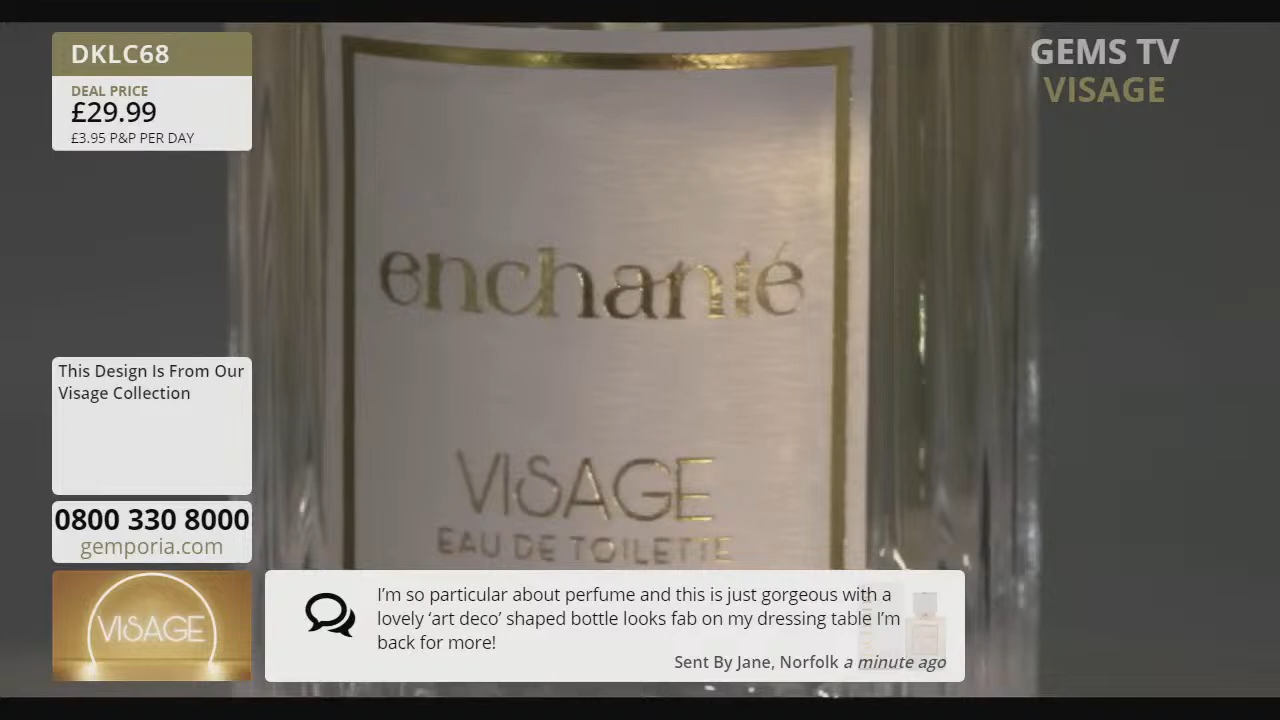 DKLC68
DEAL PRICE
£29.99
£3.95 P&P PER DAY
GEMS TV
VISAGE
enchanté
VISAGE
EAU DE TOILETTE
This Design Is From Our
Visage Collection
0800 330 8000
gemporia.com
VISAGE
I’m so particular about perfume and this is just gorgeous with a
lovely ‘art deco’ shaped bottle looks fab on my dressing table I’m
back for more!
Sent By Jane, Norfolk a minute ago